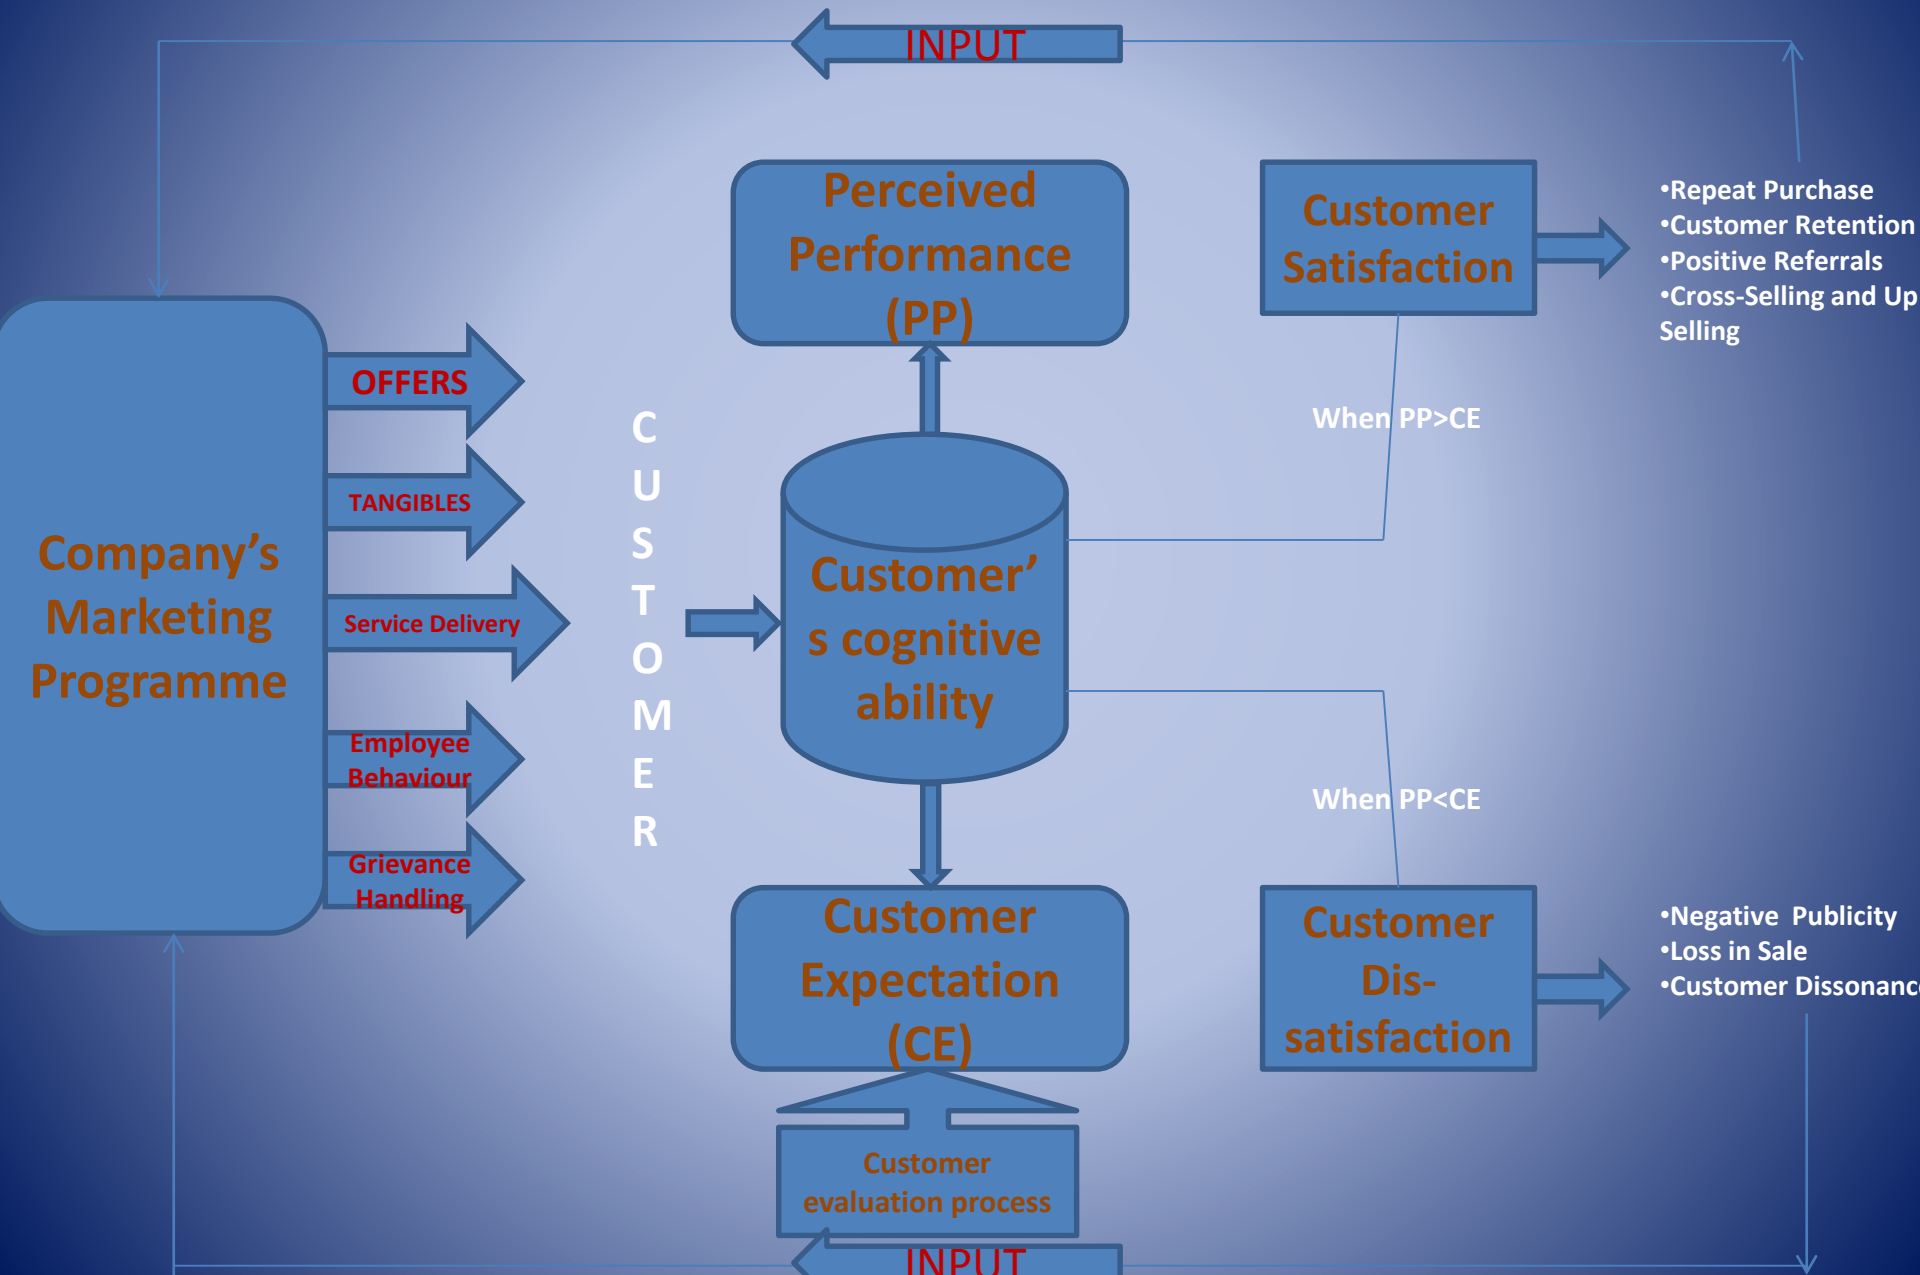 INPUT
Perceived
Performance
(PP)
Customer
Satisfaction
•Repeat Purchase
•Customer Retention
•Positive Referrals
•Cross-Selling and Up
Selling
Company’s
Marketing
Programme
OFFERS
TANGIBLES
Service Delivery
Employee
Behaviour
Grievance
Handling
C
U
S
T
O
M
E
R
Customer’
s cognitive
ability
When PP>CE
When PP<CE
Customer
Expectation
(CE)
Customer
Dis-
satisfaction
•Negative  Publicity
•Loss in Sale
•Customer Dissonance
Customer
evaluation process
INPUT